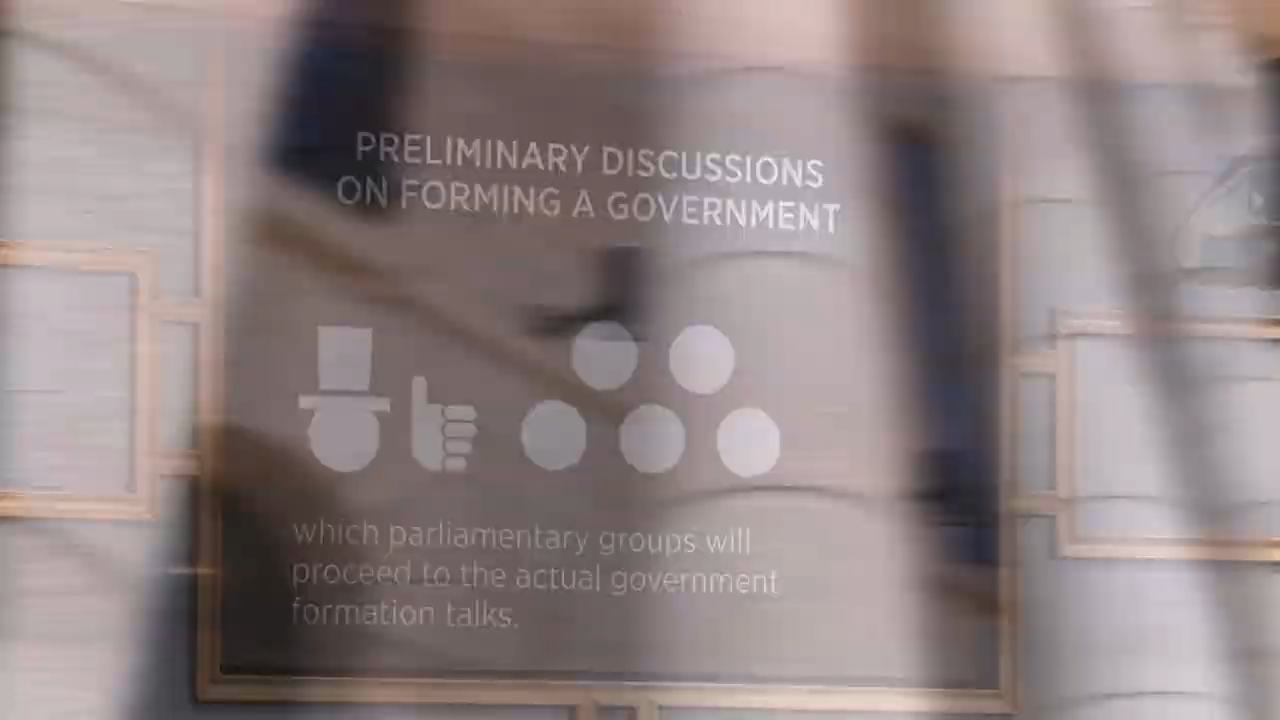 PRELIMINARY DISCUSSIONS
ON FORMING A GOVERNMENT
which parliamentary groups will
proceed to the actual government
formation talks.